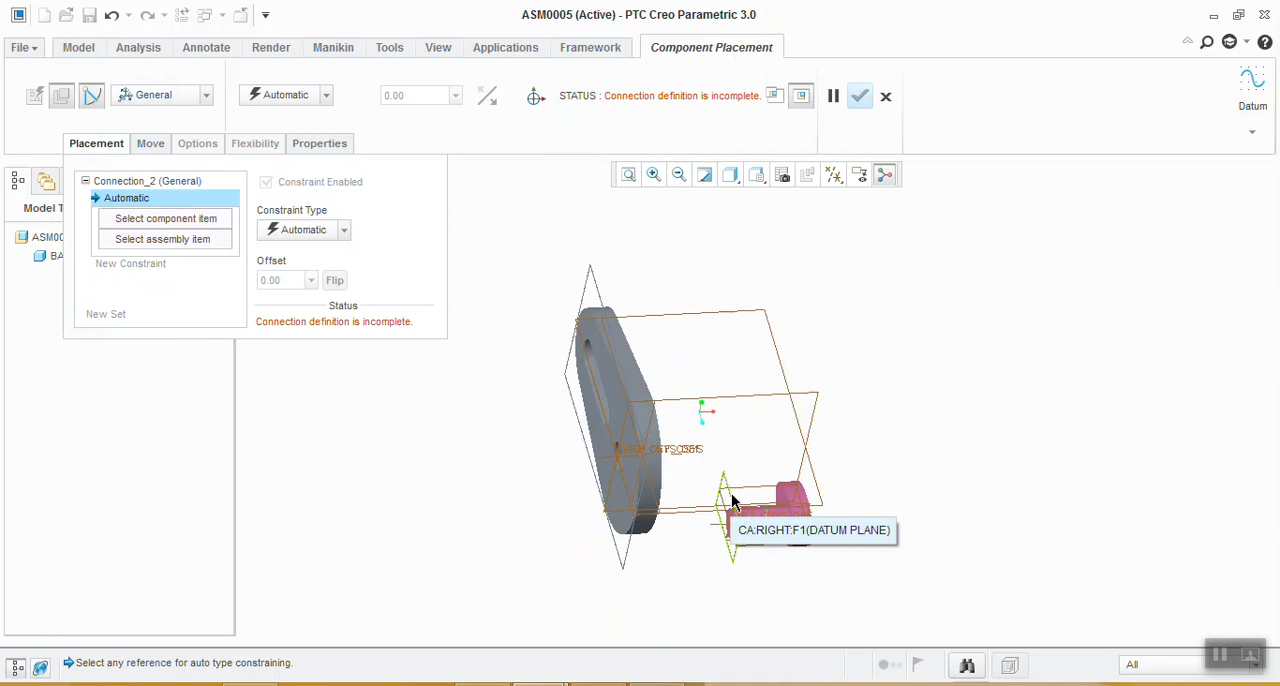 ASM0005 (Active) - PTC Creo Parametric 3.0
File Model Analysis Annotate Render Manikin Tools View Applications Framework Component Placement
General Automatic 0.00 STATUS : Connection definition is incomplete. Datum
Placement Move Options Flexibility Properties
Connection_2 (General)
Automatic
Select component item
Select assembly item
New Constraint
New Set
Constraint Enabled
Constraint Type
Automatic
Offset
0.00 Flip
Status
Connection definition is incomplete.
Model T
ASM00
BA
CA:RIGHT:F1(DATUM PLANE)
Select any reference for auto type constraining.
All